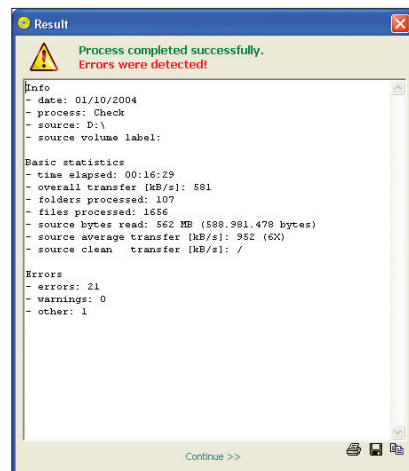 Result
Process completed successfully.
Errors were detected!
Info
- date: 01/10/2004
- process: Check
- source: D:\
- source volume label:
Basic statistics
- time elapsed: 00:16:29
- overall transfer [kB/s]: 581
- folders processed: 107
- files processed: 1656
- source bytes read: 562 MB (588.981.478 bytes)
- source average transfer [kB/s]: 952 (6X)
- source clean   transfer [kB/s]: /
Errors
- errors: 21
- warnings: 0
- other: 1
Continue >>